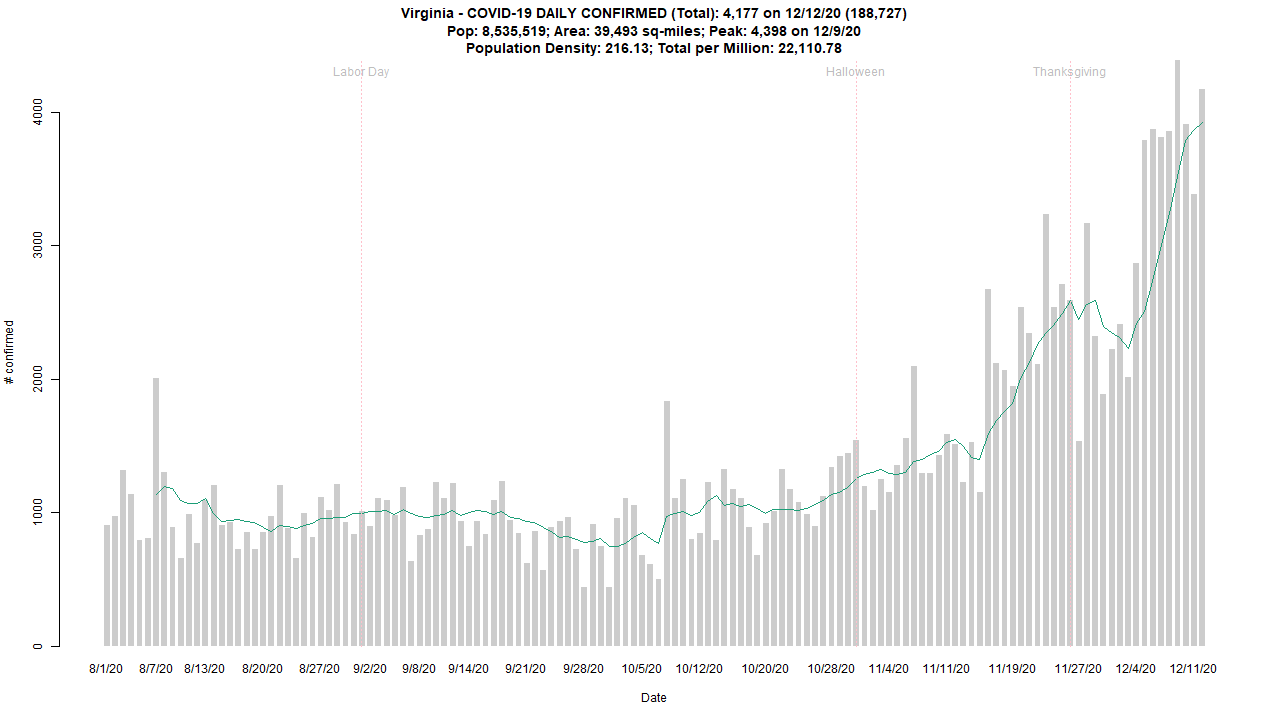 Virginia - COVID-19 DAILY CONFIRMED (Total): 4,177 on 12/12/20 (188,727)
Pop: 8,535,519; Area: 39,493 sq-miles; Peak: 4,398 on 12/9/20
Population Density: 216.13; Total per Million: 22,110.78
Labor Day
Halloween
Thanksgiving
4000
3000
2000
1000
0
# confirmed
8/1/20 8/7/20 8/13/20 8/20/20 8/27/20 9/2/20 9/8/20 9/14/20 9/21/20 9/28/20 10/5/20 10/12/20 10/20/20 10/28/20 11/4/20 11/11/20 11/19/20 11/27/20 12/4/20 12/11/20
Date